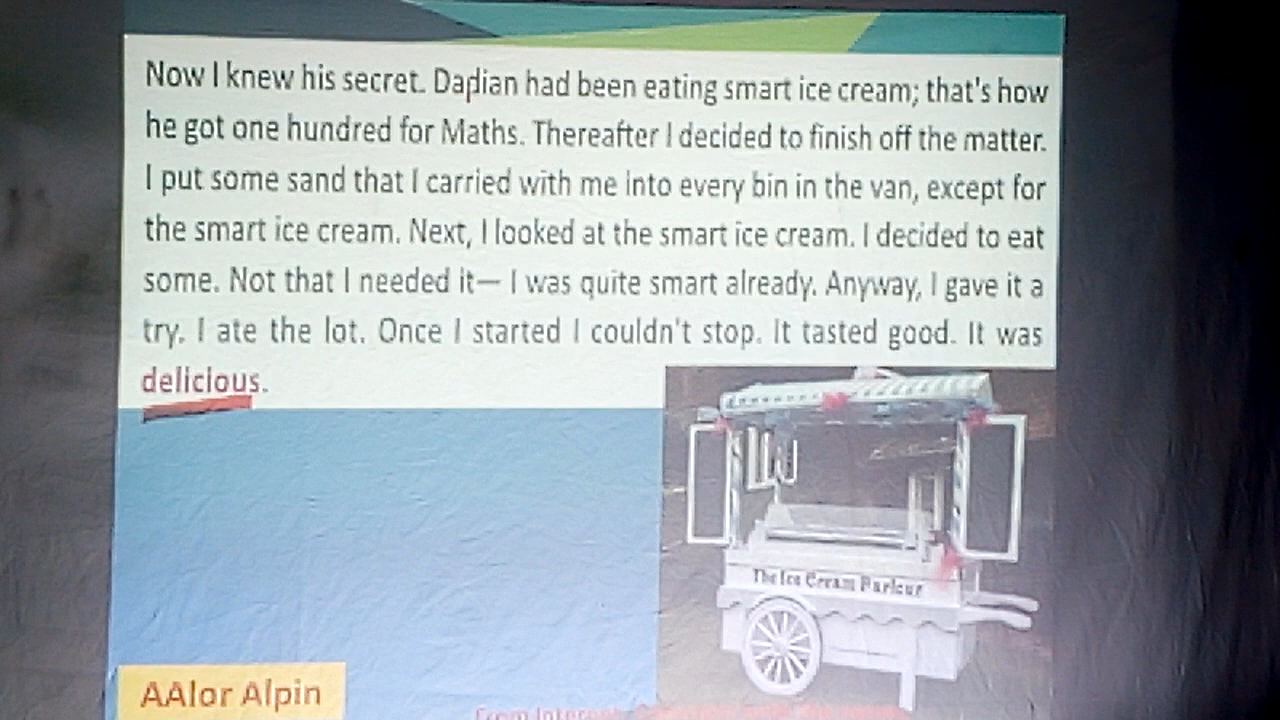 Now I knew his secret. Dapian had been eating smart ice cream; that's how
he got one hundred for Maths. Thereafter I decided to finish off the matter.
I put some sand that I carried with me into every bin in the van, except for
the smart ice cream. Next, I looked at the smart ice cream. I decided to eat
some. Not that I needed it— I was quite smart already. Anyway, I gave it a
try. I ate the lot. Once I started I couldn't stop. It tasted good. It was
delicious.
The Ice Cream Parlour
AAlor Alpin
From Internet